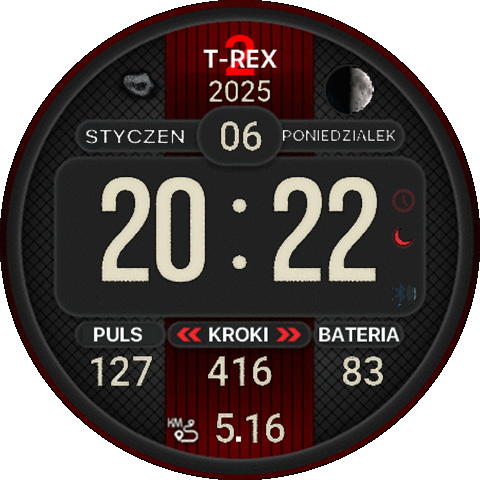 2
T-REX
2025
STYCZEN 06 PONIEDZIALEK
20:22
PULS KROKI BATERIA
127 416 83
KM 5.16